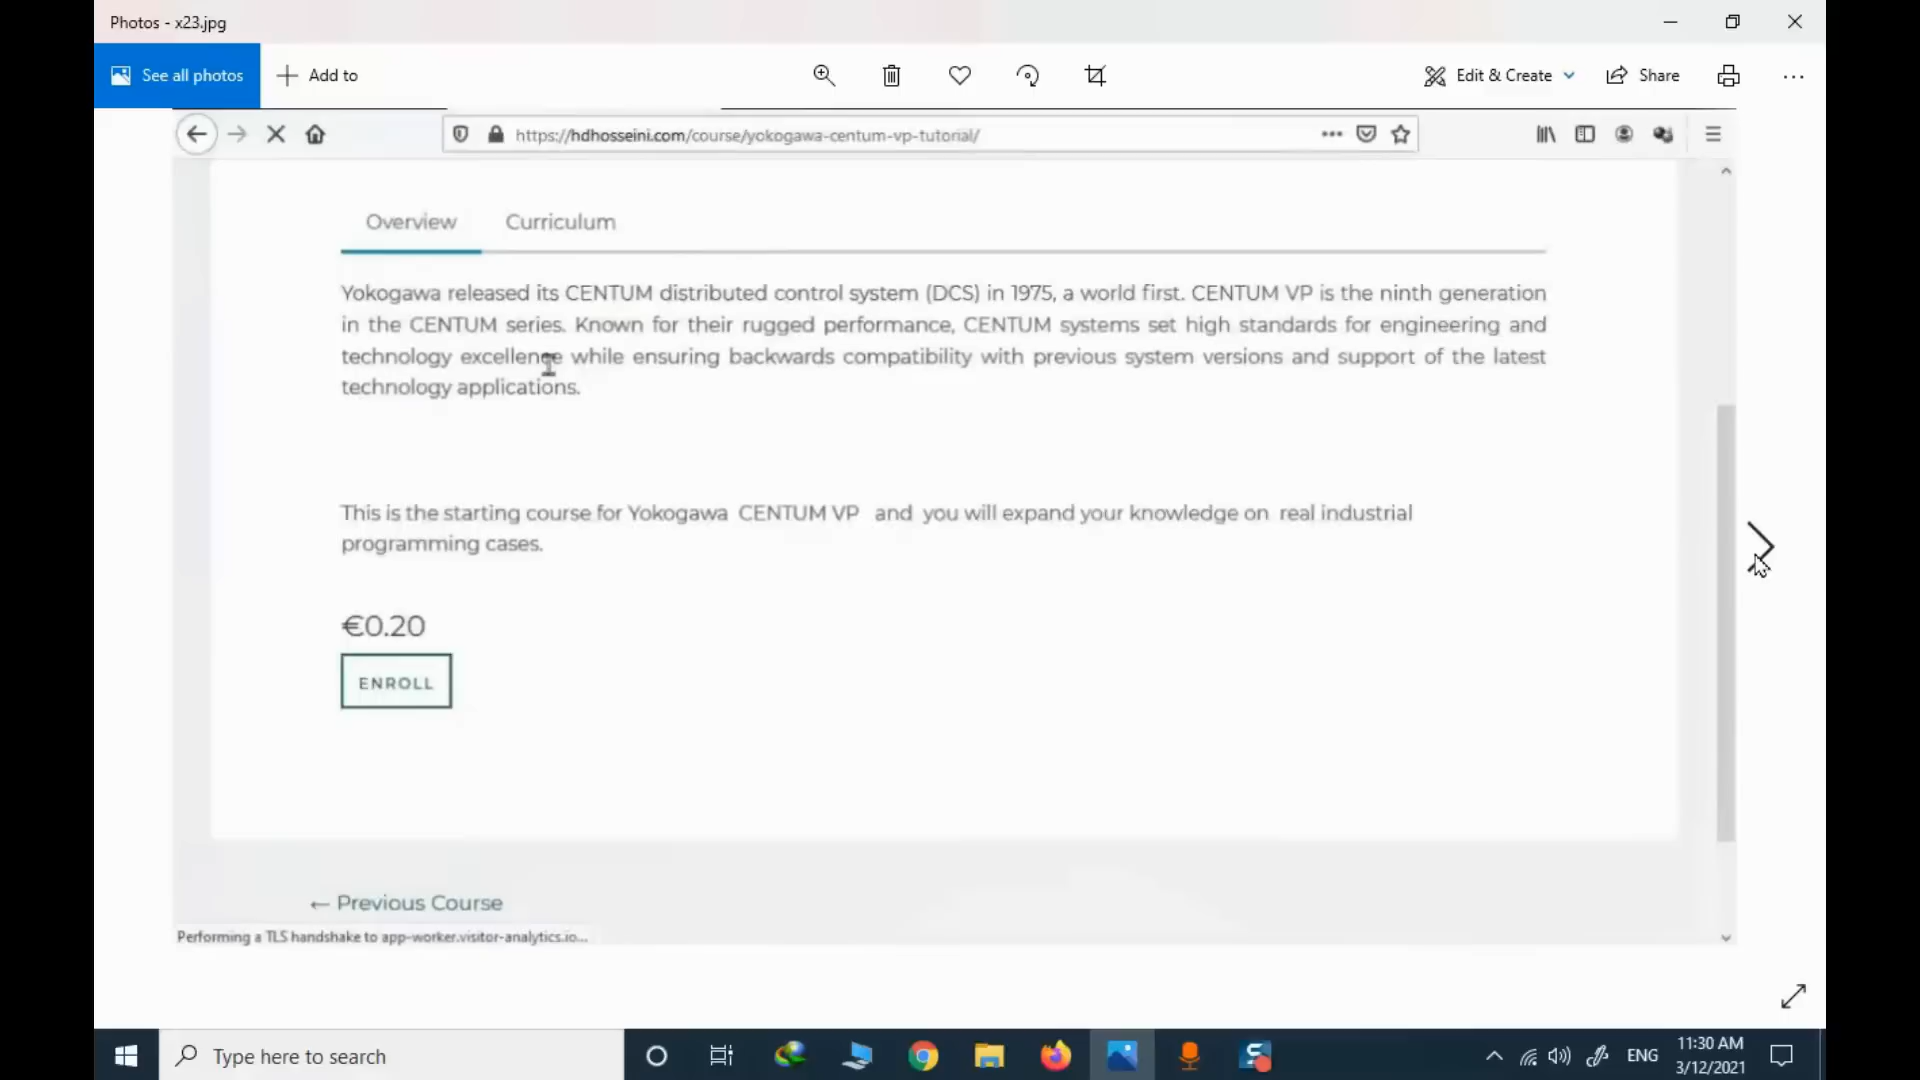 Photos - x23.jpg
See all photos
Add to
Edit & Create
Share
https://hdhosseini.com/course/yokogawa-centum-vp-tutorial/
Overview
Curriculum
Yokogawa released its CENTUM distributed control system (DCS) in 1975, a world first. CENTUM VP is the ninth generation
in the CENTUM series. Known for their rugged performance, CENTUM systems set high standards for engineering and
technology excellence while ensuring backwards compatibility with previous system versions and support of the latest
technology applications.
This is the starting course for Yokogawa CENTUM VP and you will expand your knowledge on real industrial
programming cases.
€0.20
ENROLL
← Previous Course
Performing a TLS handshake to app-worker.visitor-analytics.io...
Type here to search
ENG
11:30 AM
3/12/2021